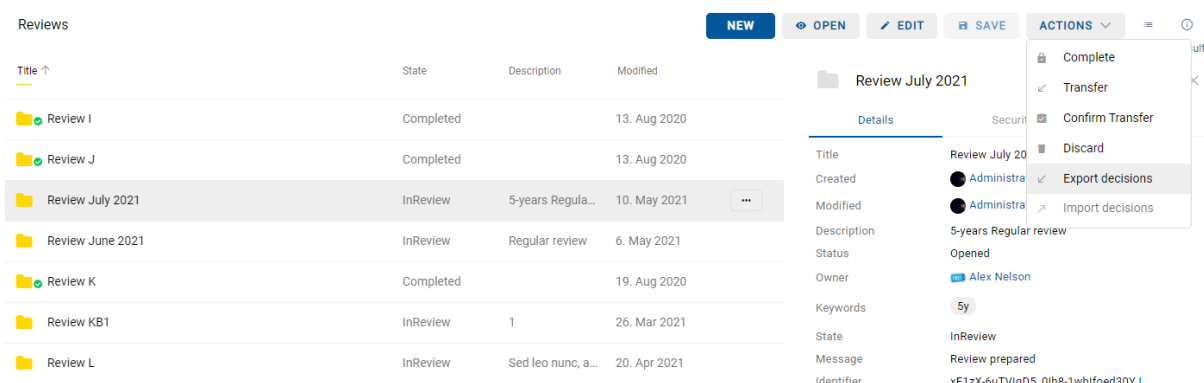 Reviews
NEW
OPEN
EDIT
SAVE
ACTIONS
Title
State
Description
Modified
Review I
Completed
13. Aug 2020
Review J
Completed
13. Aug 2020
Review July 2021
InReview
5-years Regula...
10. May 2021
...
Review June 2021
InReview
Regular review
6. May 2021
Review K
Completed
19. Aug 2020
Review KB1
InReview
1
26. Mar 2021
Review L
InReview
Sed leo nunc, a...
20. Apr 2021
Complete
Transfer
Confirm Transfer
Discard
Export decisions
Import decisions
Review July 2021
Details
Securit
Title
Review July 20
Created
Administra
Modified
Administra
Description
5-years Regular review
Status
Opened
Owner
Alex Nelson
Keywords
5y
State
InReview
Message
Review prepared
Identifier